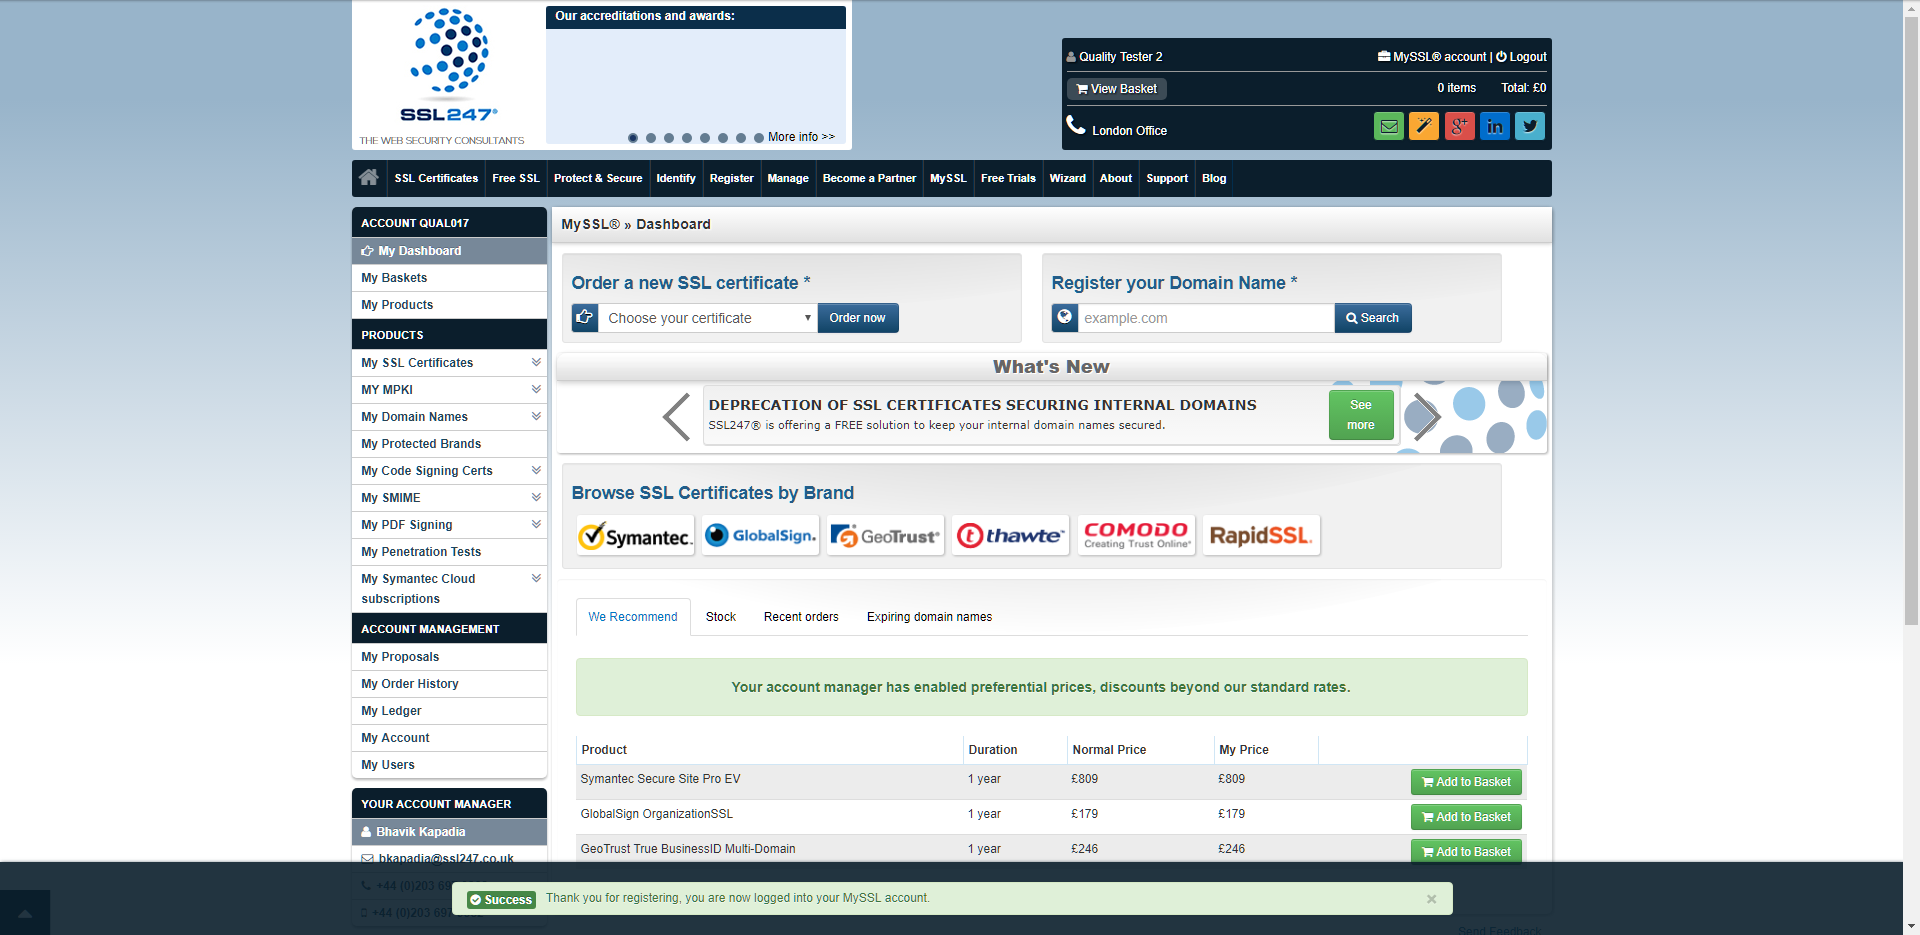 SSL247®
THE WEB SECURITY CONSULTANTS
Our accreditations and awards:
More info >>
Quality Tester 2
MySSL® account | Logout
View Basket
0 items
Total: £0
London Office
SSL Certificates
Free SSL
Protect & Secure
Identify
Register
Manage
Become a Partner
MySSL
Free Trials
Wizard
About
Support
Blog
ACCOUNT QUAL017
My Dashboard
My Baskets
My Products
PRODUCTS
My SSL Certificates
MY MPKI
My Domain Names
My Protected Brands
My Code Signing Certs
My SMIME
My PDF Signing
My Penetration Tests
My Symantec Cloud
subscriptions
ACCOUNT MANAGEMENT
My Proposals
My Order History
My Ledger
My Account
My Users
YOUR ACCOUNT MANAGER
Bhavik Kapadia
bkapadia@ssl247.co.uk
+44 (0)203
+44 (0)203
MySSL® » Dashboard
Order a new SSL certificate *
Choose your certificate
Order now
Register your Domain Name *
example.com
Search
What's New
DEPRECATION OF SSL CERTIFICATES SECURING INTERNAL DOMAINS
SSL247® is offering a FREE solution to keep your internal domain names secured.
See
more
Browse SSL Certificates by Brand
Symantec.
GlobalSign.
GeoTrust®
thawte™
COMODO
Creating Trust Online®
RapidSSL.
We Recommend
Stock
Recent orders
Expiring domain names
Your account manager has enabled preferential prices, discounts beyond our standard rates.
Product Duration Normal Price My Price
Symantec Secure Site Pro EV 1 year £809 £809 Add to Basket
GlobalSign OrganizationSSL 1 year £179 £179 Add to Basket
GeoTrust True BusinessID Multi-Domain 1 year £246 £246 Add to Basket
Success Thank you for registering, you are now logged into your MySSL account. ×
Send Feedback